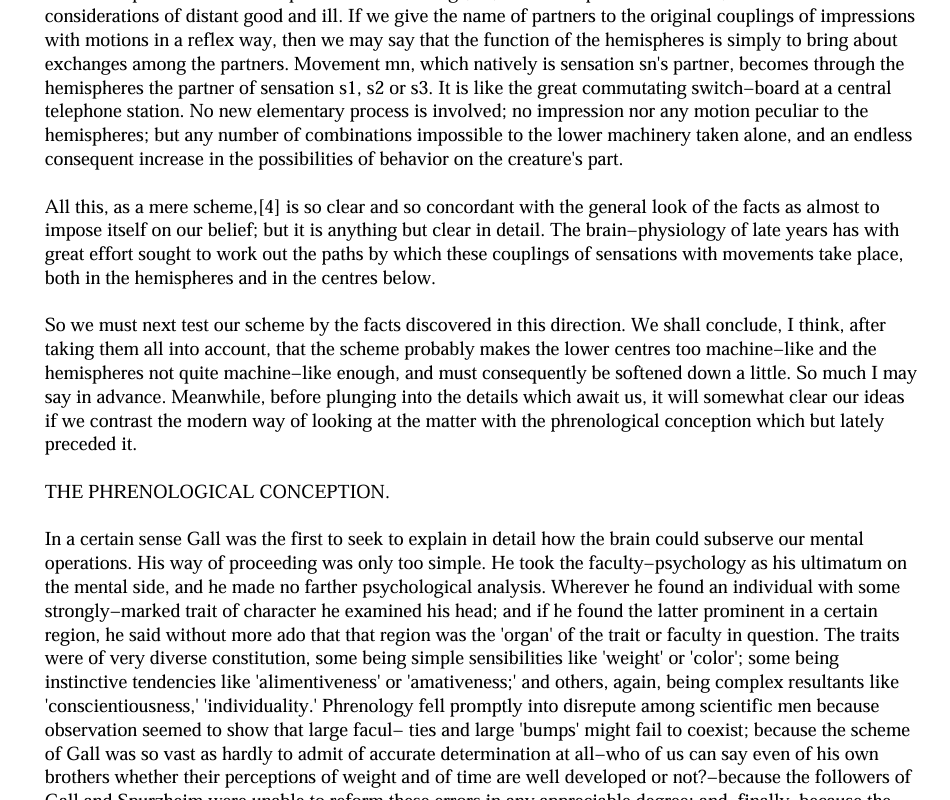 considerations of distant good and ill. If we give the name of partners to the original couplings of impressions
with motions in a reflex way, then we may say that the function of the hemispheres is simply to bring about
exchanges among the partners. Movement mn, which natively is sensation sn's partner, becomes through the
hemispheres the partner of sensation s1, s2 or s3. It is like the great commutating switch−board at a central
telephone station. No new elementary process is involved; no impression nor any motion peculiar to the
hemispheres; but any number of combinations impossible to the lower machinery taken alone, and an endless
consequent increase in the possibilities of behavior on the creature's part.
All this, as a mere scheme,[4] is so clear and so concordant with the general look of the facts as almost to
impose itself on our belief; but it is anything but clear in detail. The brain−physiology of late years has with
great effort sought to work out the paths by which these couplings of sensations with movements take place,
both in the hemispheres and in the centres below.
So we must next test our scheme by the facts discovered in this direction. We shall conclude, I think, after
taking them all into account, that the scheme probably makes the lower centres too machine−like and the
hemispheres not quite machine−like enough, and must consequently be softened down a little. So much I may
say in advance. Meanwhile, before plunging into the details which await us, it will somewhat clear our ideas
if we contrast the modern way of looking at the matter with the phrenological conception which but lately
preceded it.
THE PHRENOLOGICAL CONCEPTION.
In a certain sense Gall was the first to seek to explain in detail how the brain could subserve our mental
operations. His way of proceeding was only too simple. He took the faculty−psychology as his ultimatum on
the mental side, and he made no farther psychological analysis. Wherever he found an individual with some
strongly−marked trait of character he examined his head; and if he found the latter prominent in a certain
region, he said without more ado that that region was the 'organ' of the trait or faculty in question. The traits
were of very diverse constitution, some being simple sensibilities like 'weight' or 'color'; some being
instinctive tendencies like 'alimentiveness' or 'amativeness;' and others, again, being complex resultants like
'conscientiousness,' 'individuality.' Phrenology fell promptly into disrepute among scientific men because
observation seemed to show that large facul− ties and large 'bumps' might fail to coexist; because the scheme
of Gall was so vast as hardly to admit of accurate determination at all−who of us can say even of his own
brothers whether their perceptions of weight and of time are well developed or not?−because the followers of
Gall and Spurzheim were unable to reform these errors in any appreciable degree; and, finally, because the